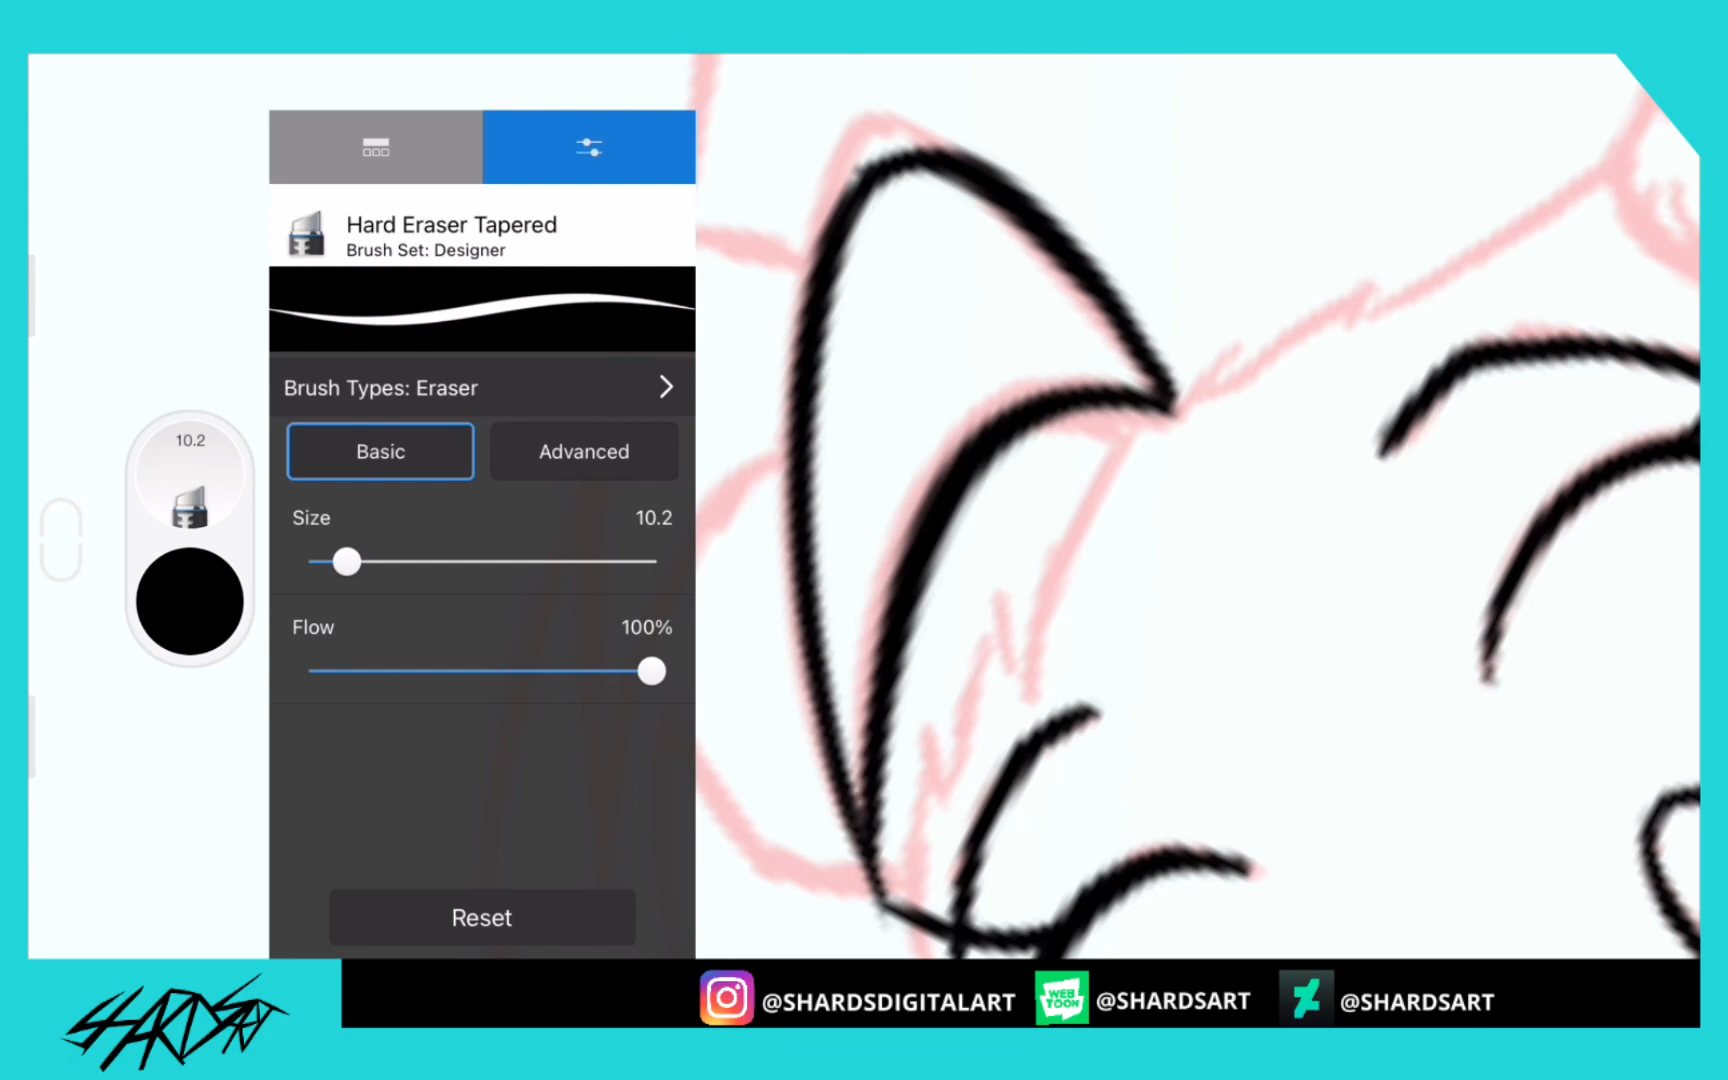 Hard Eraser Tapered
Brush Set: Designer
Brush Types: Eraser
10.2
Basic
Advanced
Size
10.2
Flow
100%
Reset
SHARDSART
@SHARDSDIGITALART
WEB
TOON
@SHARDSART
@SHARDSART